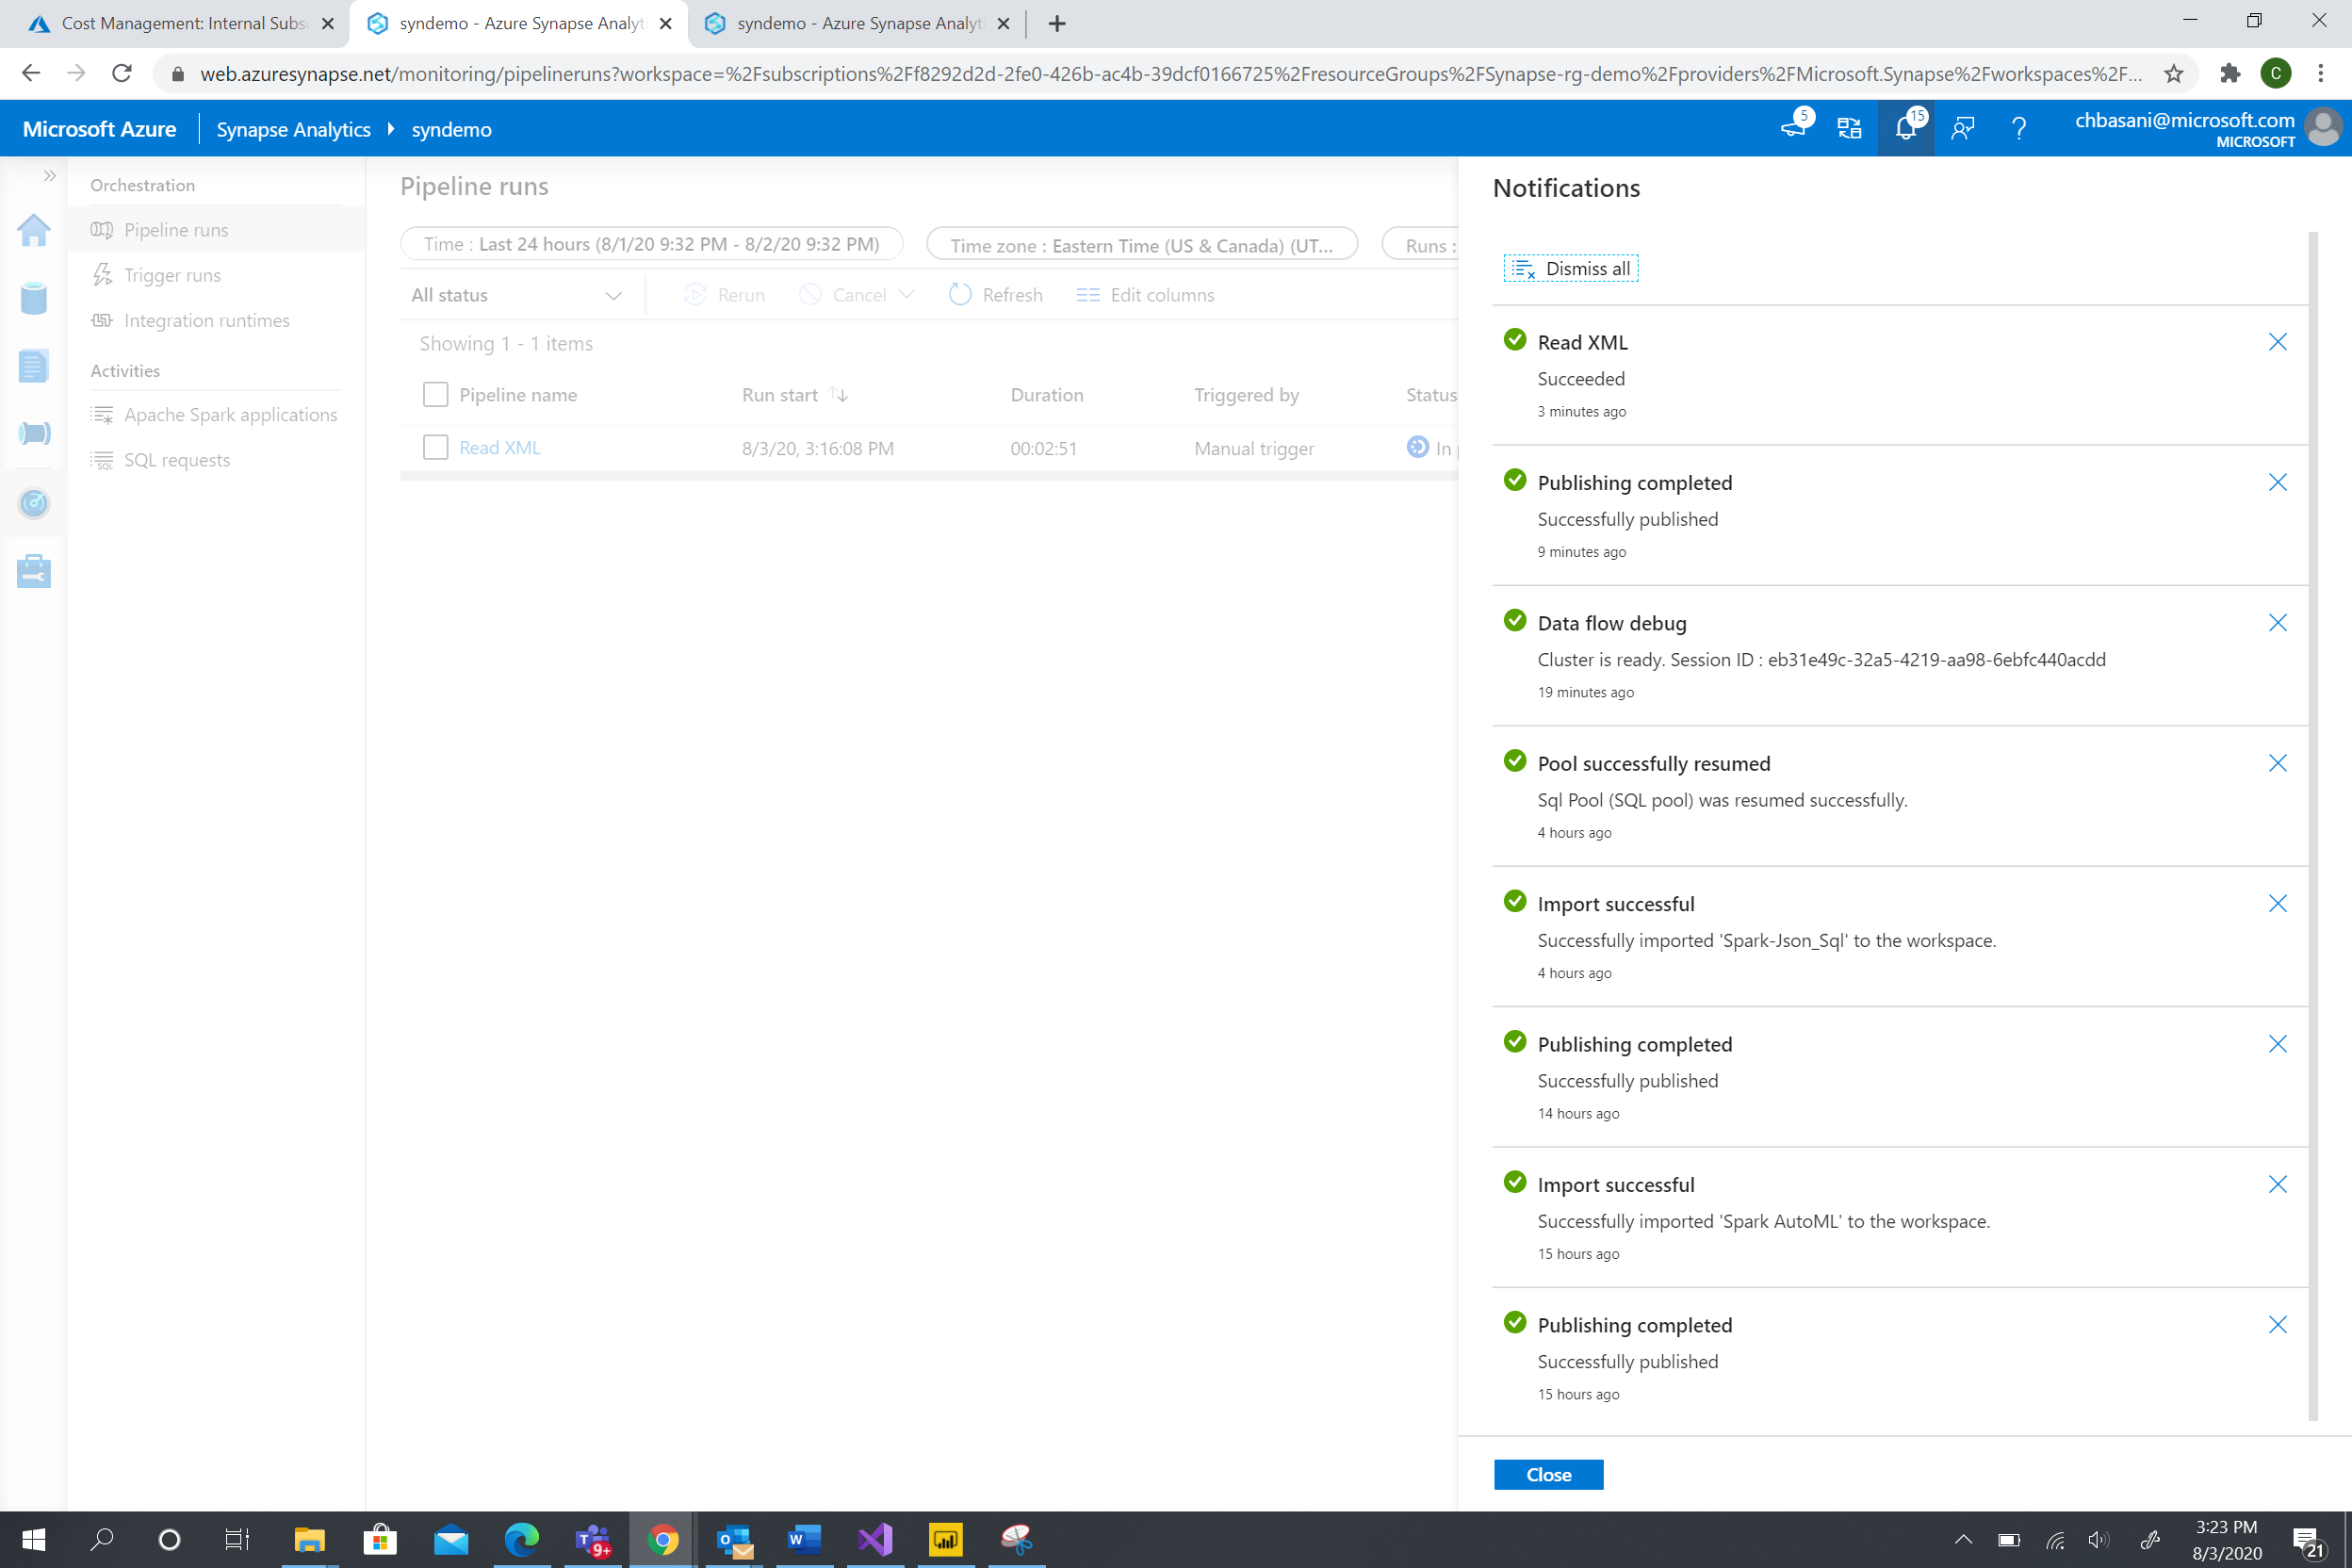 Cost Management: Internal Subs
syndemo - Azure Synapse Analyt
syndemo - Azure Synapse Analyt
web.azuresynapse.net/monitoring/pipelineruns?workspace=%2Fsubscriptions%2Ff8292d2d-2fe0-426b-ac4b-39dcf0166725%2FresourceGroups%2FSynapse-rg-demo%2Fproviders%2FMicrosoft.Synapse%2Fworkspaces%2F...
C
Microsoft Azure
Synapse Analytics
syndemo
5
15
?
chbasani@microsoft.com
MICROSOFT
Orchestration
Pipeline runs
Trigger runs
Integration runtimes
Activities
Apache Spark applications
SQL requests
Pipeline runs
Time : Last 24 hours (8/1/20 9:32 PM - 8/2/20 9:32 PM)
Time zone : Eastern Time (US & Canada) (UT...
Runs :
All status
Rerun
Cancel
Refresh
Edit columns
Showing 1 - 1 items
Pipeline name
Run start
Duration
Triggered by
Status
Read XML
8/3/20, 3:16:08 PM
00:02:51
Manual trigger
In
Notifications
Dismiss all
Read XML
Succeeded
3 minutes ago
Publishing completed
Successfully published
9 minutes ago
Data flow debug
Cluster is ready. Session ID : eb31e49c-32a5-4219-aa98-6ebfc440acdd
19 minutes ago
Pool successfully resumed
Sql Pool (SQL pool) was resumed successfully.
4 hours ago
Import successful
Successfully imported 'Spark-Json_Sql' to the workspace.
4 hours ago
Publishing completed
Successfully published
14 hours ago
Import successful
Successfully imported 'Spark AutoML' to the workspace.
15 hours ago
Publishing completed
Successfully published
15 hours ago
Close
9+
3:23 PM
8/3/2020
21